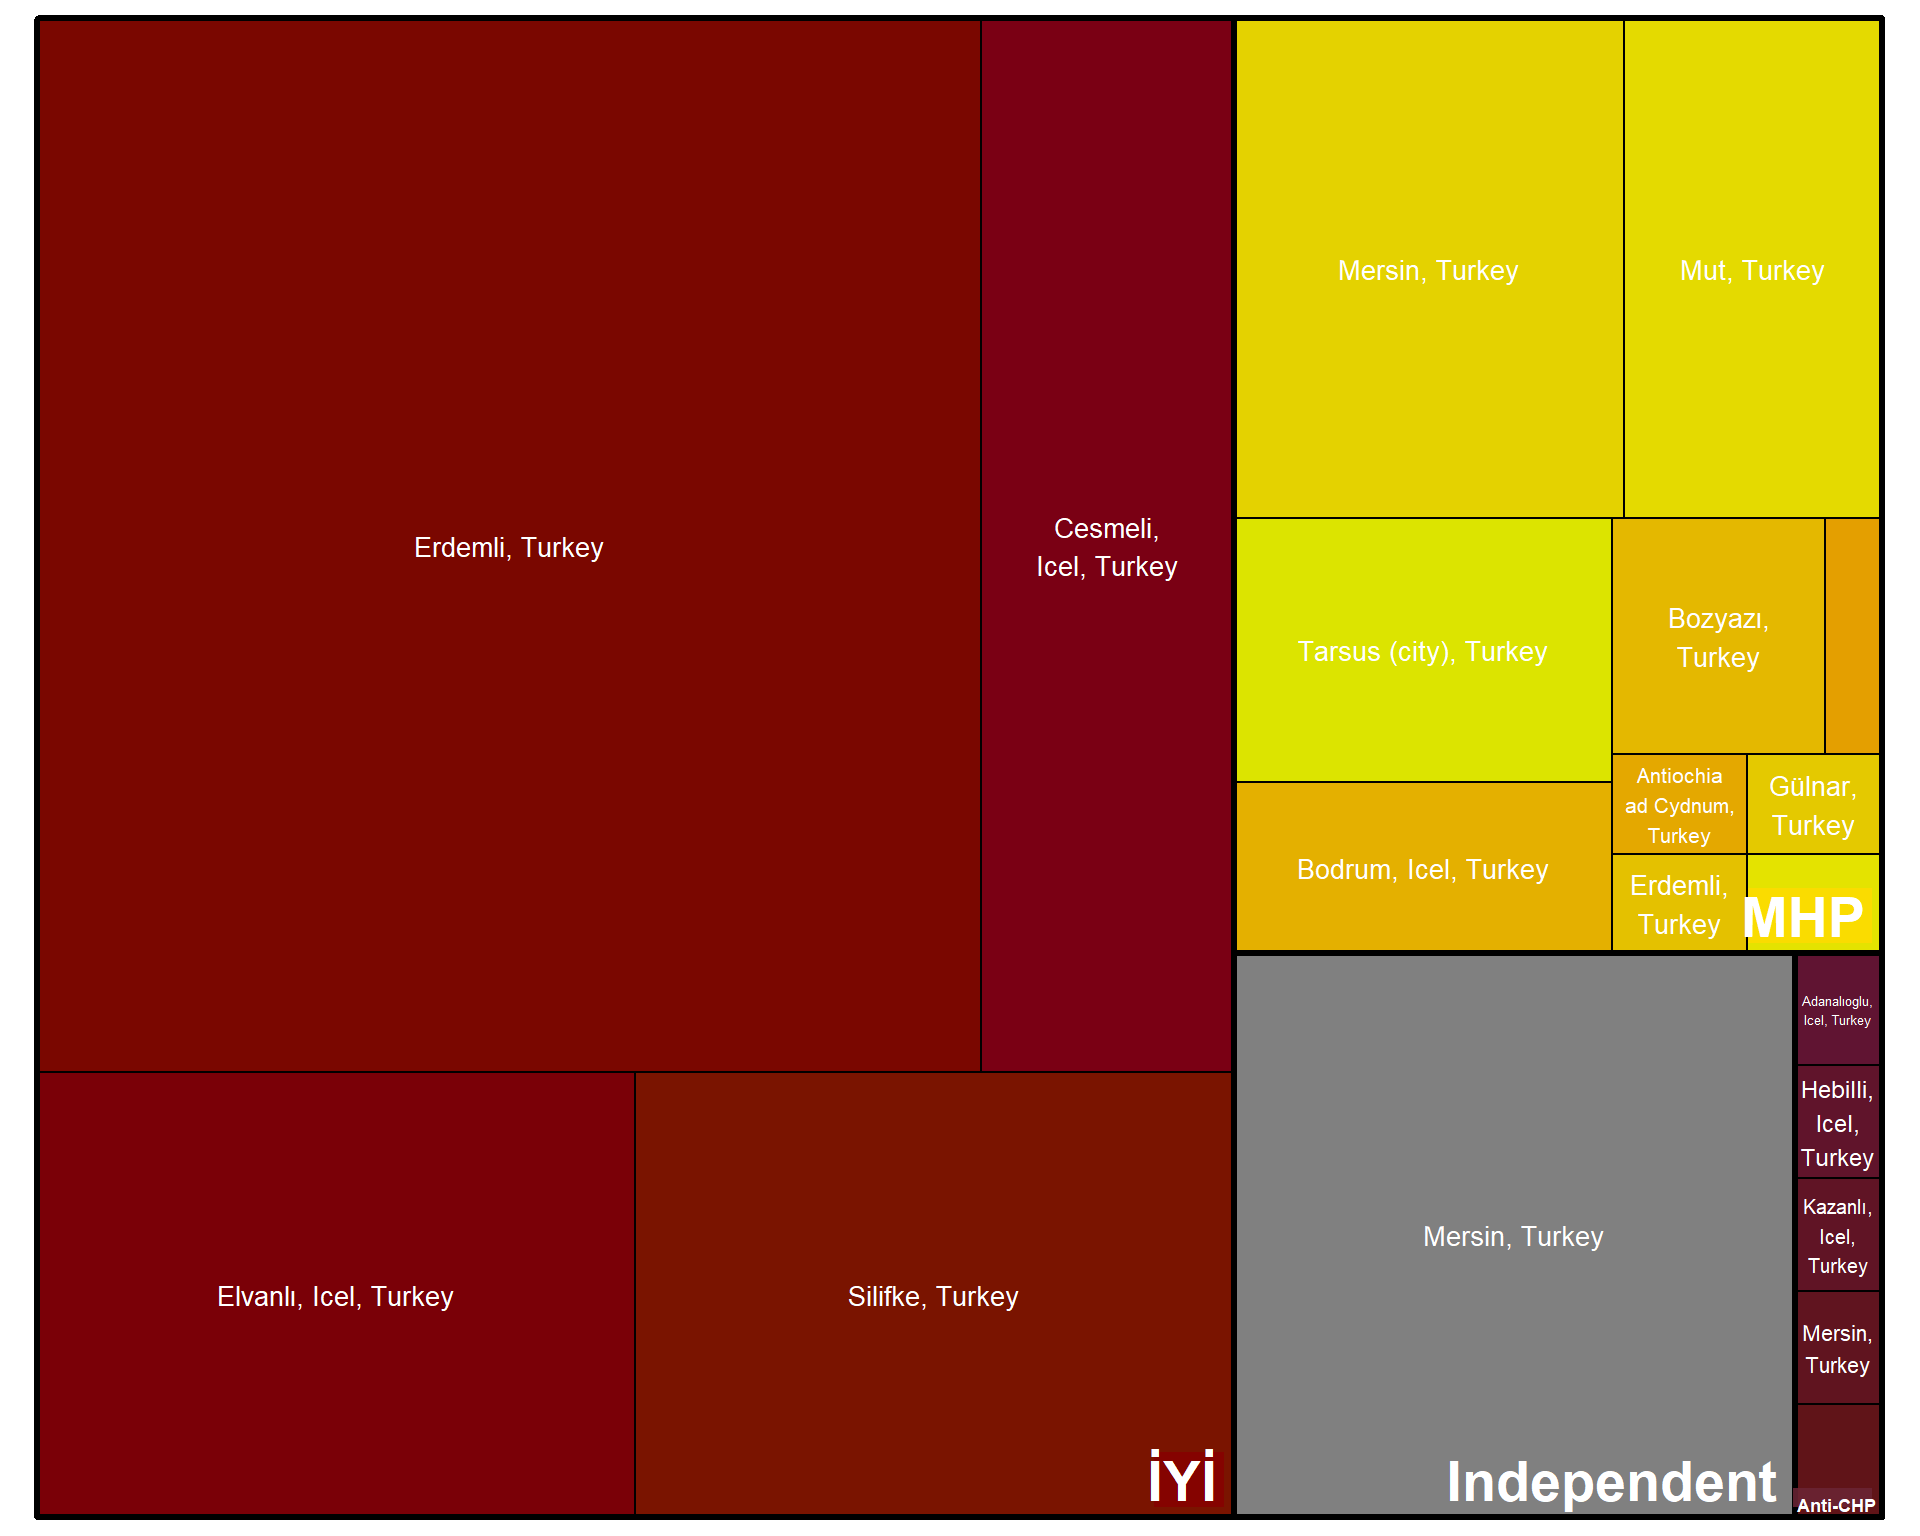 Erdemli, Turkey
Cesmeli,
Icel, Turkey
Elvanlı, Icel, Turkey
Silifke, Turkey
İYİ
Mersin, Turkey
Mut, Turkey
Tarsus (city), Turkey
Bozyazı,
Turkey
Bodrum, Icel, Turkey
Antiochia
ad Cydnum,
Turkey
Gülnar,
Turkey
Erdemli,
Turkey
MHP
Mersin, Turkey
Independent
Adanalıoglu,
Icel, Turkey
Hebilli,
Icel,
Turkey
Kazanlı,
Icel,
Turkey
Mersin,
Turkey
Anti-CHP